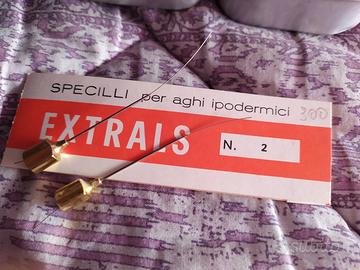 SPECILLI per aghi ipodermici 300
EXTRAIS N. 2